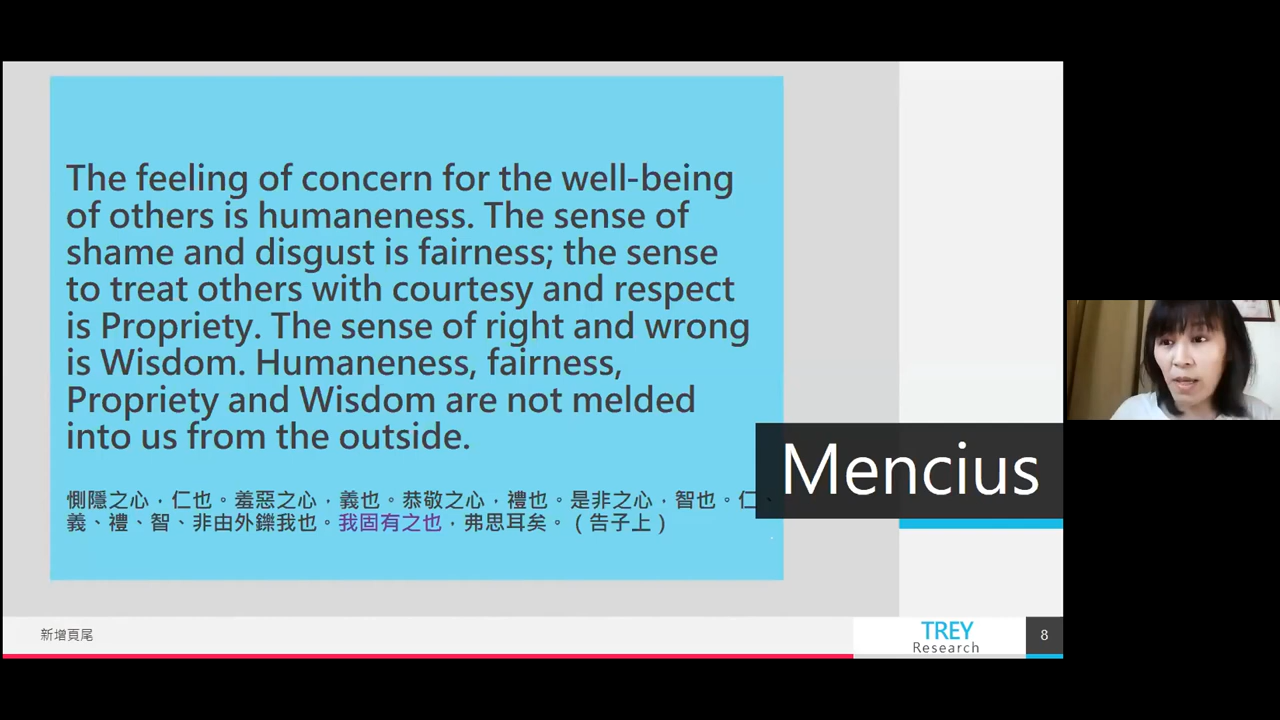 The feeling of concern for the well-being
of others is humaneness. The sense of
shame and disgust is fairness; the sense
to treat others with courtesy and respect
is Propriety. The sense of right and wrong
is Wisdom. Humaneness, fairness,
Propriety and Wisdom are not melded
into us from the outside.
惻隱之心，仁也。羞惡之心，義也。恭敬之心，禮也。是非之心，智也。仁、
義、禮、智、非由外鑠我也。我固有之也，弗思耳矣。（告子上）
Mencius
新增頁尾
TREY
Research
8